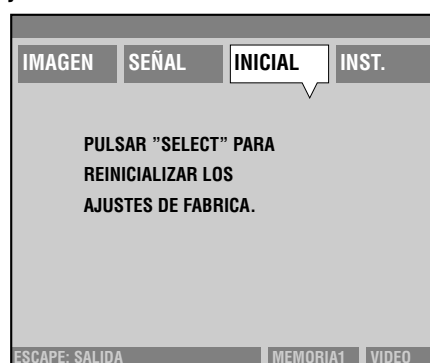 IMAGEN SEÑAL INICIAL INST.
PULSAR ”SELECT” PARA
REINICIALIZAR LOS
AJUSTES DE FABRICA.
ESCAPE: SALIDA MEMORIA1 VIDEO